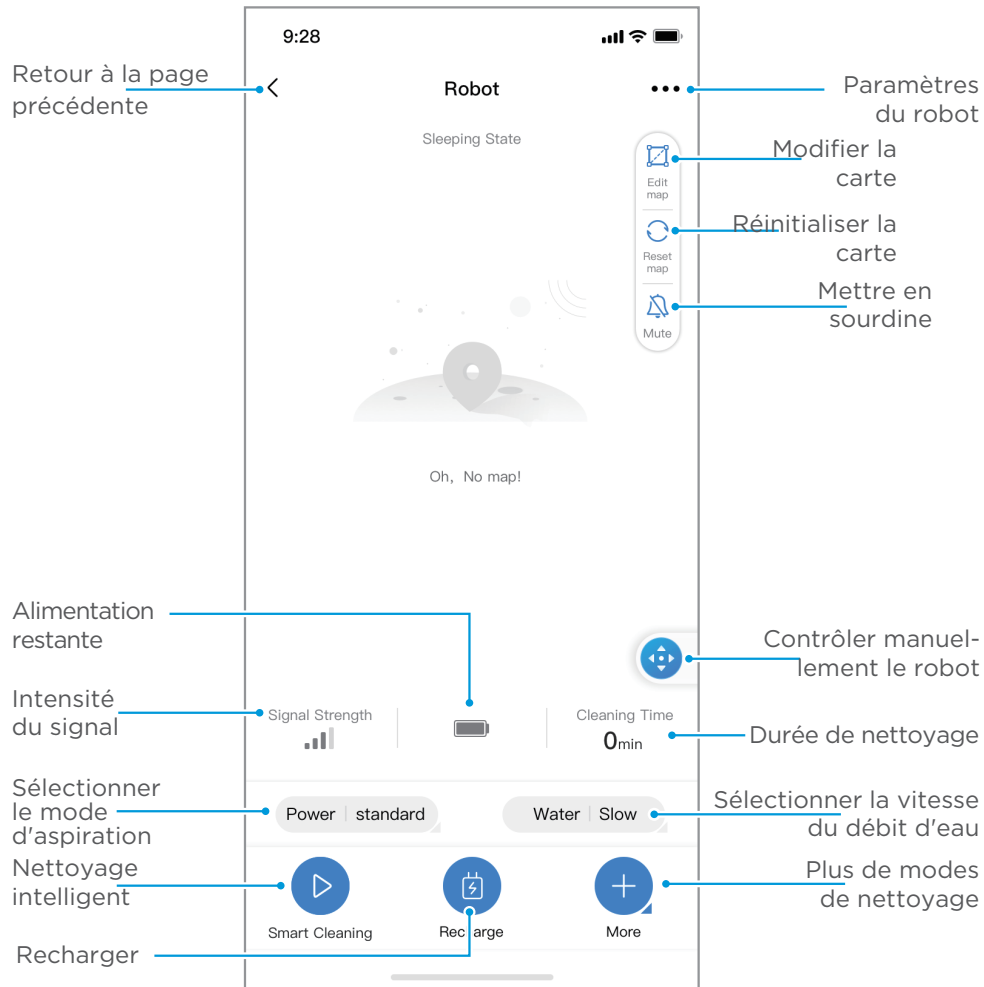 9:28
Retour à la page
précédente
Robot
Paramètres
du robot
Sleeping State
Modifier la
carte
Edit
map
Réinitialiser la
carte
Reset
map
Mettre en
sourdine
Mute
Oh, No map!
Alimentation
restante
Contrôler manuel-
lement le robot
Intensité
du signal
Signal Strength
Cleaning Time
0min
Durée de nettoyage
Sélectionner
le mode
d'aspiration
Power | standard
Water | Slow
Sélectionner la vitesse
du débit d'eau
Nettoyage
intelligent
Plus de modes
de nettoyage
Smart Cleaning
Recharge
More
Recharger